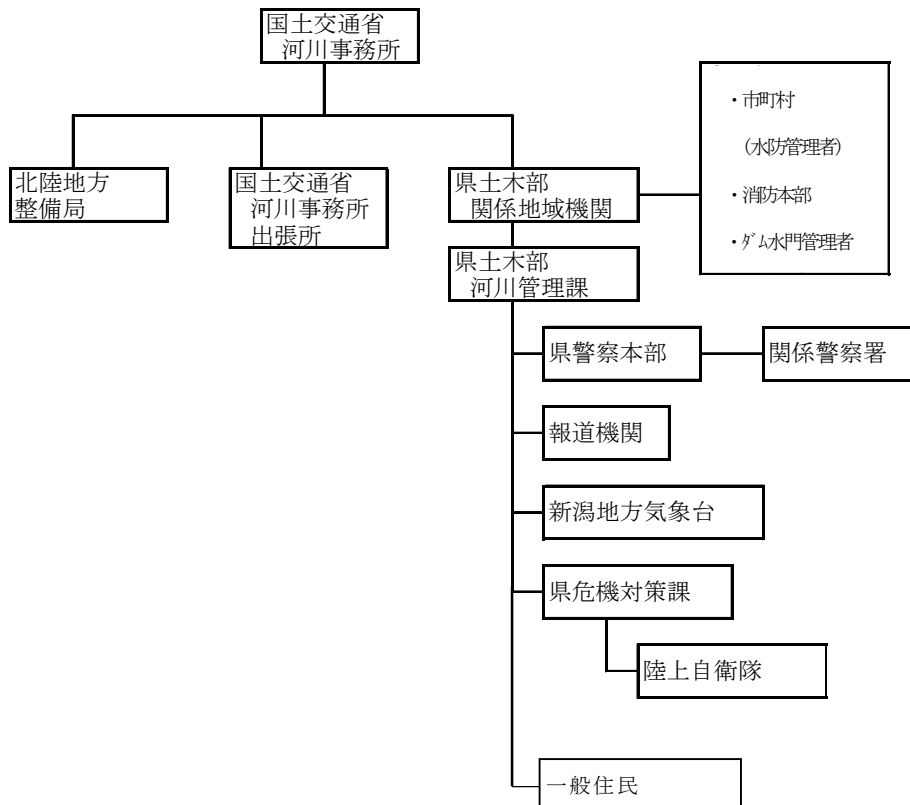 国土交通省
河川事務所
・市町村
(水防管理者)
・消防本部
・ダム水門管理者
北陸地方
整備局
国土交通省
河川事務所
出張所
県土木部
関係地域機関
県土木部
河川管理課
県警察本部
関係警察署
報道機関
新潟地方気象台
県危機対策課
陸上自衛隊
一般住民